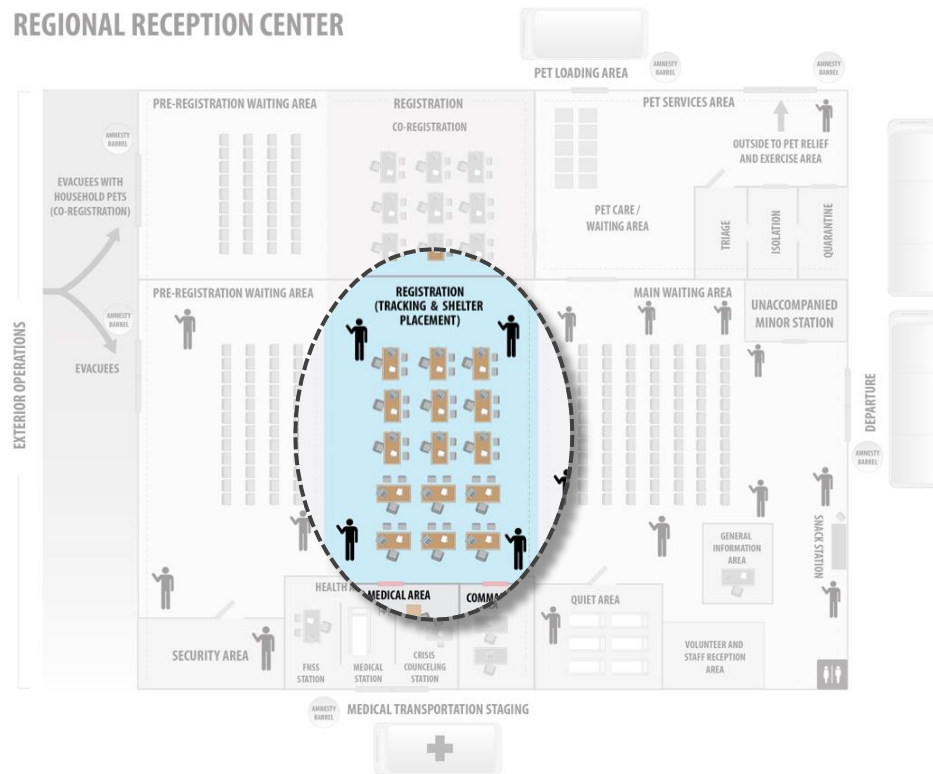 REGIONAL RECEPTION CENTER
PET LOADING AREA
AMNESTY
BARREL
AMNESTY
BARREL
PRE-REGISTRATION WAITING AREA
REGISTRATION
CO-REGISTRATION
PET SERVICES AREA
AMNESTY
BARREL
OUTSIDE TO PET RELIEF
AND EXERCISE AREA
EVACUEES WITH
HOUSEHOLD PETS
(CO-REGISTRATION)
PET CARE /
WAITING AREA
TRIAGE
ISOLATION
QUARANTINE
PRE-REGISTRATION WAITING AREA
REGISTRATION
(TRACKING & SHELTER
PLACEMENT)
MAIN WAITING AREA
UNACCOMPANIED
MINOR STATION
AMNESTY
BARREL
EVACUEES
EXTERIOR OPERATIONS
DEPARTURE
AMNESTY
BARREL
SNACK STATION
GENERAL
INFORMATION
AREA
MEDICAL AREA
QUIET AREA
SECURITY AREA
FNSS
STATION
MEDICAL
STATION
CRISIS
COUNCELING
STATION
VOLUNTEER AND
STAFF RECEPTION
AREA
AMNESTY
BARREL
MEDICAL TRANSPORTATION STAGING